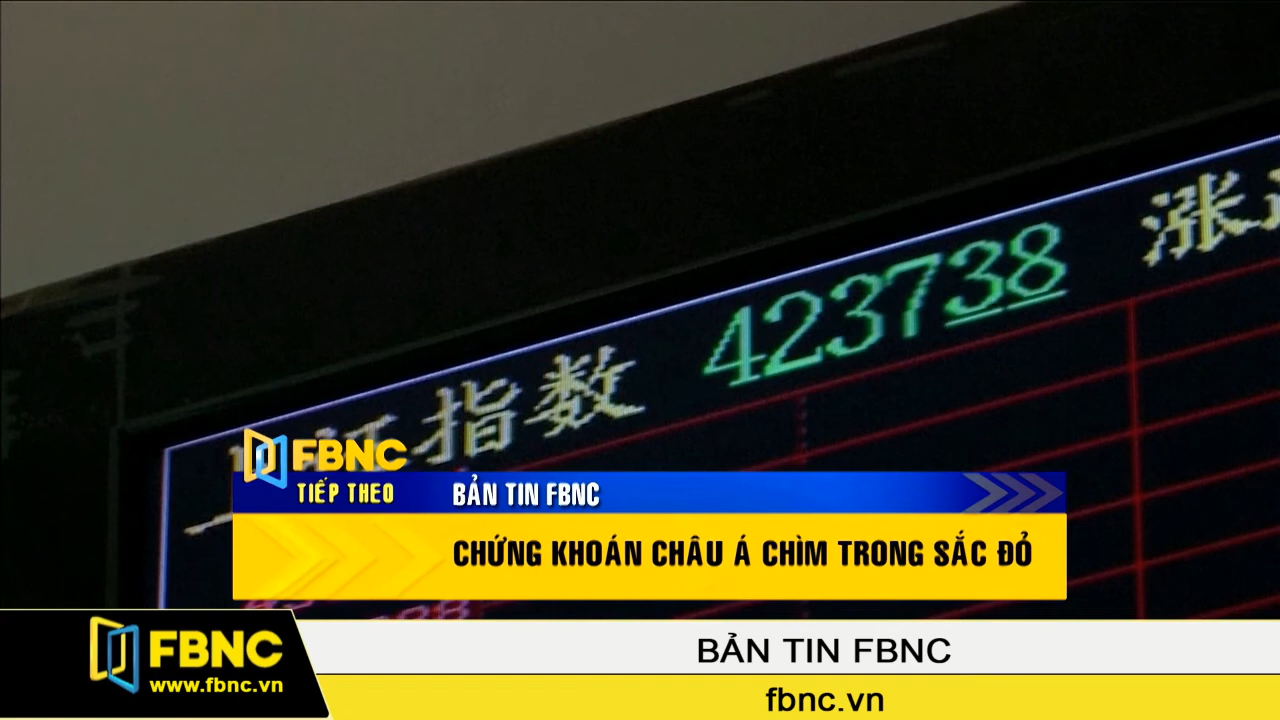 涨
指数 423738
FBNC
TIẾP THEO
BẢN TIN FBNC
CHỨNG KHOÁN CHÂU Á CHÌM TRONG SẮC ĐỎ
FBNC
www.fbnc.vn
BẢN TIN FBNC
fbnc.vn